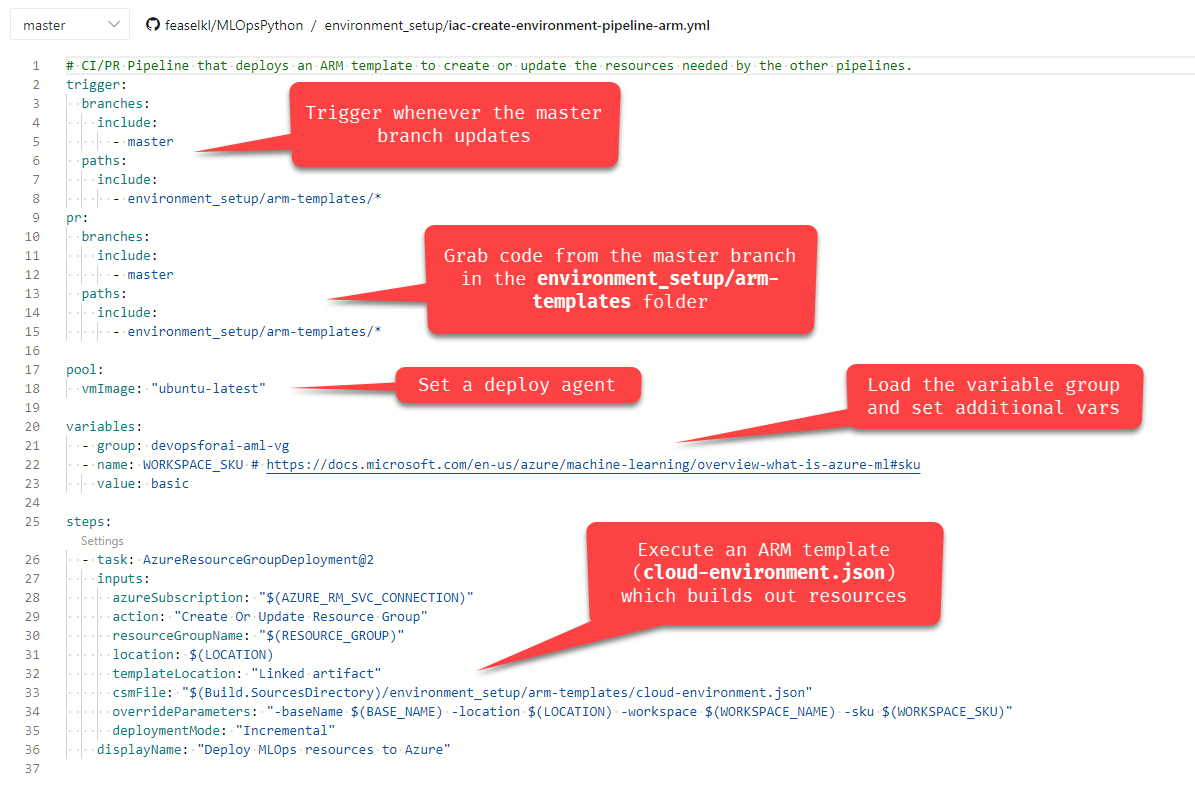 master
feaselkl/MLOpsPython / environment_setup/iac-create-environment-pipeline-arm.yml
1 # CI/PR Pipeline that deploys an ARM template to create or update the resources needed by the other pipelines.
2 trigger:
3 branches:
4 include:
5 - master
6 paths:
7 include:
8 - environment_setup/arm-templates/*
Trigger whenever the master
branch updates
9 pr:
10 branches:
11 include:
12 - master
13 paths:
14 include:
15 - environment_setup/arm-templates/*
Grab code from the master branch
in the environment_setup/arm-
templates folder
16
17 pool:
18 vmImage: "ubuntu-latest"
Set a deploy agent
19
20 variables:
21 - group: devopsforai-aml-vg
22 - name: WORKSPACE_SKU # https://docs.microsoft.com/en-us/azure/machine-learning/overview-what-is-azure-ml#sku
23 value: basic
Load the variable group
and set additional vars
24
25 steps:
Settings
26 - task: AzureResourceGroupDeployment@2
27 inputs:
28 azureSubscription: "$(AZURE_RM_SVC_CONNECTION)"
29 action: "Create Or Update Resource Group"
30 resourceGroupName: "$(RESOURCE_GROUP)"
31 location: $(LOCATION)
32 templateLocation: "Linked artifact"
33 csmFile: "$(Build.SourcesDirectory)/environment_setup/arm-templates/cloud-environment.json"
34 overrideParameters: "-baseName $(BASE_NAME) -location $(LOCATION) -workspace $(WORKSPACE_NAME) -sku $(WORKSPACE_SKU)"
35 deploymentMode: "Incremental"
36 displayName: "Deploy MLOps resources to Azure"
37
Execute an ARM template
(cloud-environment.json)
which builds out resources